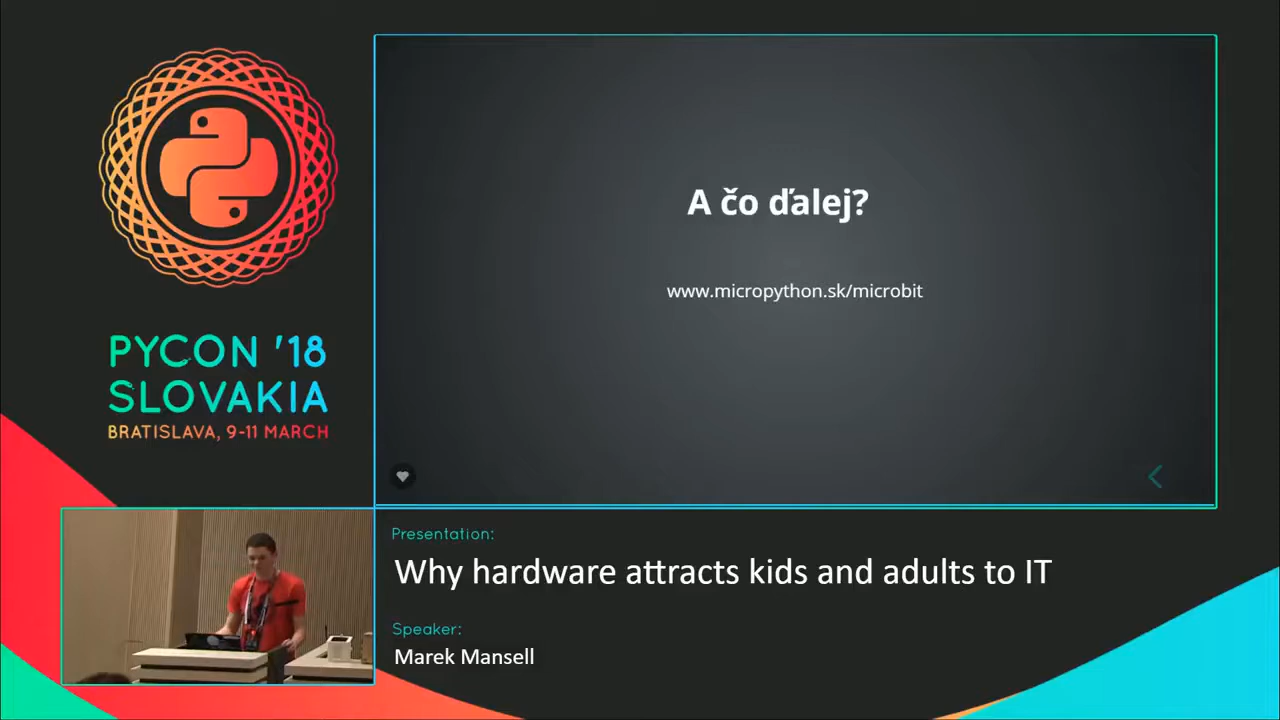 A čo ďalej?
www.micropython.sk/microbit
PYCON '18
SLOVAKIA
BRATISLAVA, 9-11 MARCH
Presentation:
Why hardware attracts kids and adults to IT
Speaker:
Marek Mansell